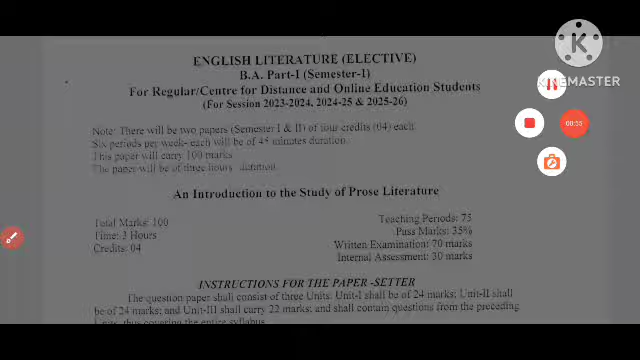 ENGLISH LITERATURE (ELECTIVE)
B.A. Part-I (Semester-I)
For Regular/Centre for Distance and Online Education Students
(For Session 2023-2024, 2024-25 & 2025-26)
Note: There will be two papers (Semester I & II) of four credits (04) each
Six periods per week- each will be of 45 minutes duration.
This paper will carry 100 marks
The paper will be of three hours duration.
An Introduction to the Study of Prose Literature
Total Marks: 100
Time: 3 Hours
Credits: 04
Teaching Periods: 75
Pass Marks: 35%
Written Examination: 70 marks
Internal Assessment: 30 marks
INSTRUCTIONS FOR THE PAPER -SETTER
The question paper shall consist of three Units. Unit-I shall be of 24 marks; Unit-II shall
be of 24 marks; and Unit-III shall carry 22 marks; and shall contain questions from the preceding
thus covering the entire syllabus
KINEMASTER
00:55